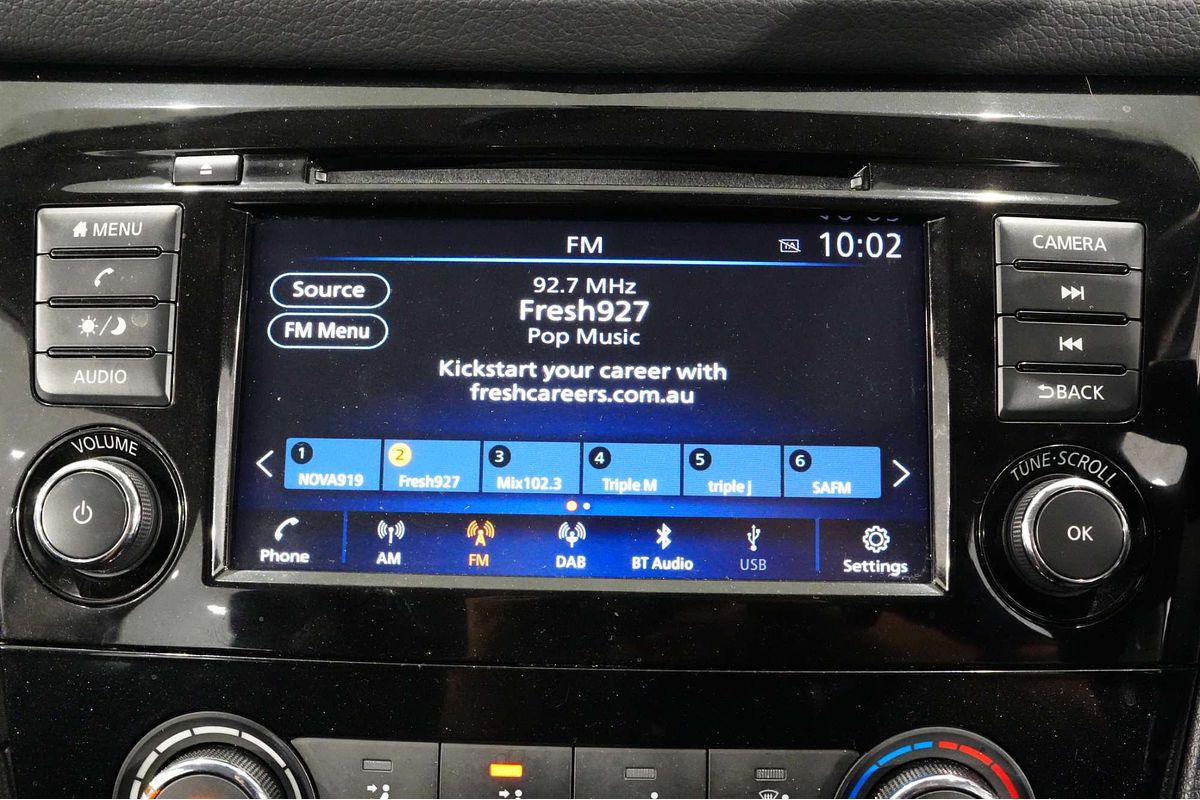 MENU
AUDIO
VOLUME
FM
TA
10:02
Source
FM Menu
92.7 MHz
Fresh927
Pop Music
Kickstart your career with
freshcareers.com.au
1
NOVA919
2
Fresh927
3
Mix102.3
4
Triple M
5
triple j
6
SAFM
Phone
AM
FM
DAB
BT Audio
USB
Settings
CAMERA
BACK
TUNE·SCROLL
OK